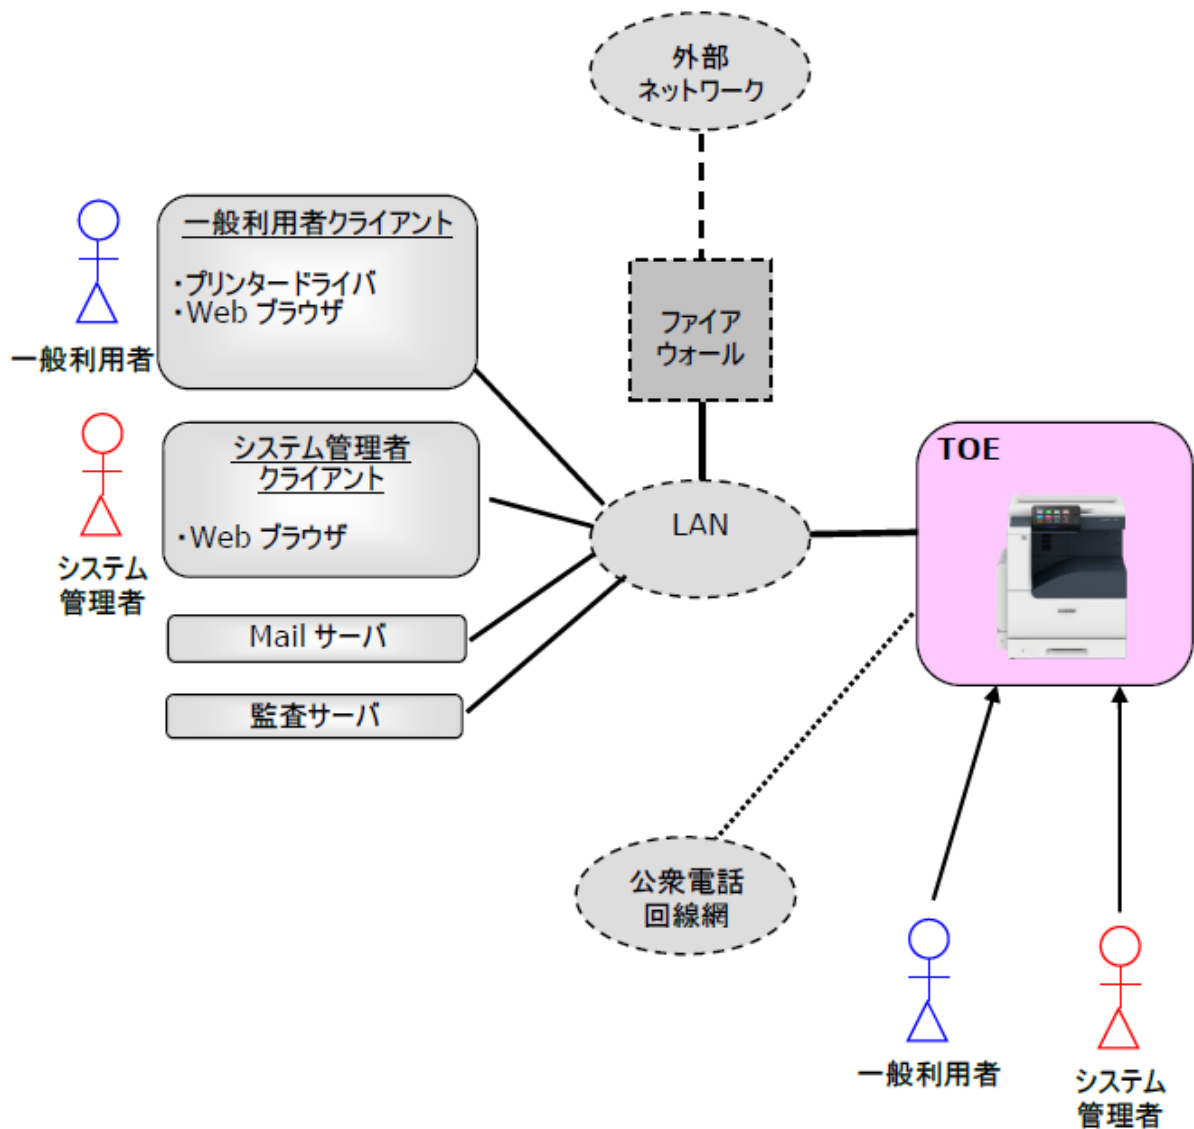 外部
ネットワーク
一般利用者クライアント
・プリンタードライバ
・Web ブラウザ
一般利用者
ファイア
ウォール
システム管理者
クライアント
・Web ブラウザ
システム
管理者
LAN
TOE
Mail サーバ
監査サーバ
公衆電話
回線網
一般利用者
システム
管理者